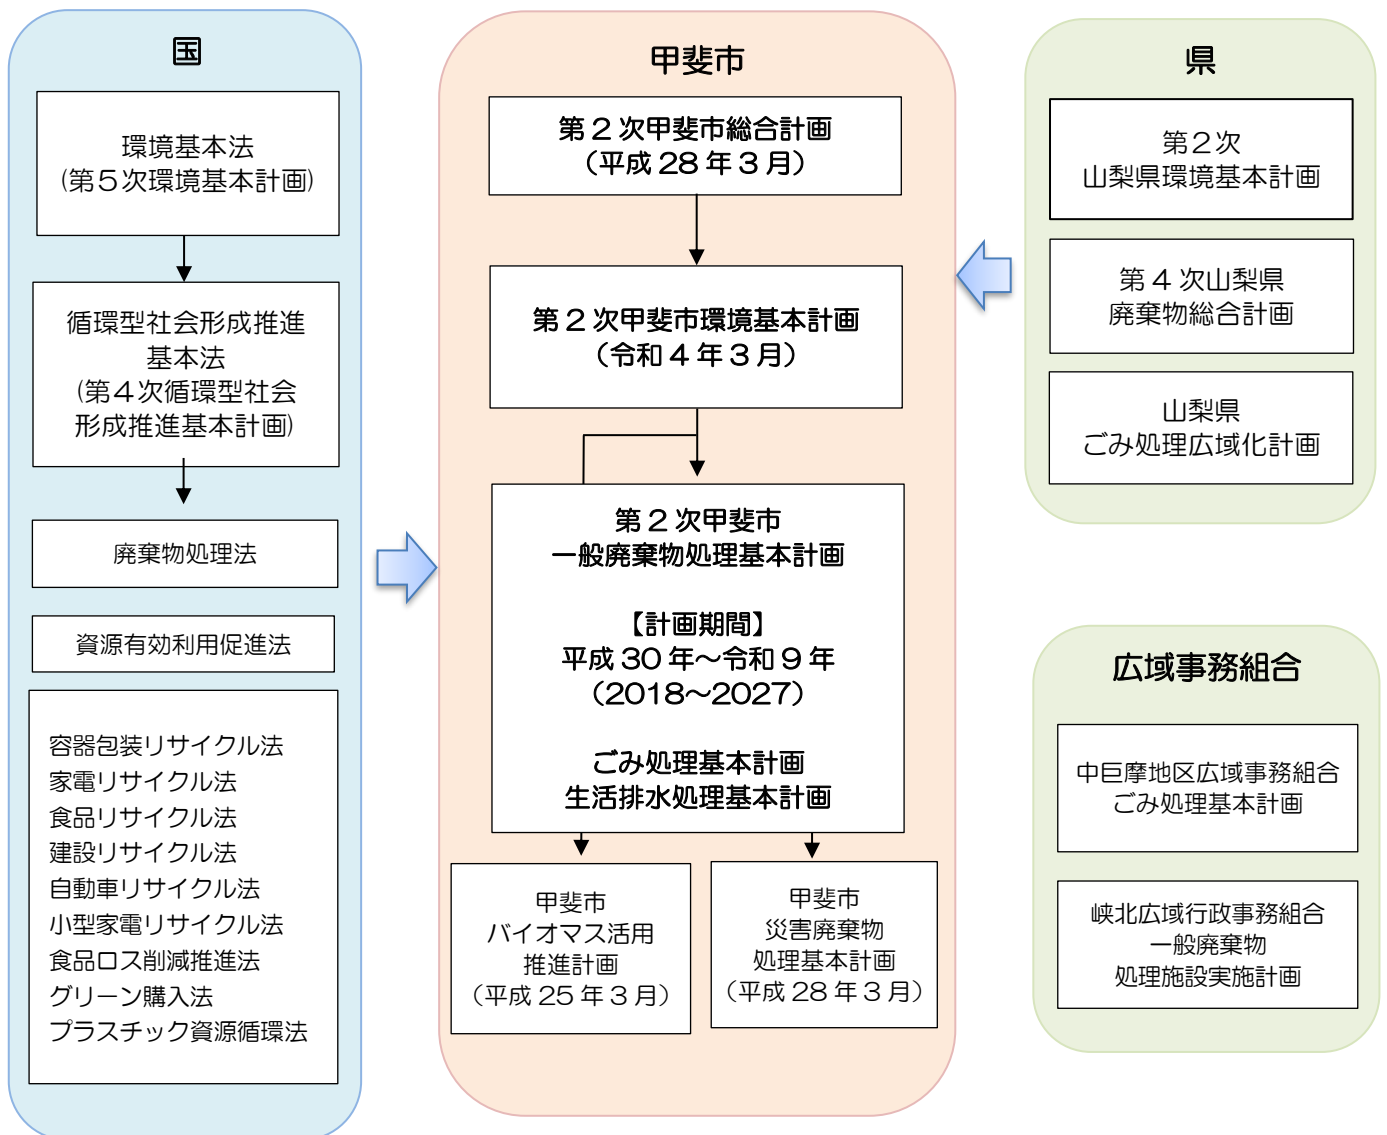 国
環境基本法
(第5次環境基本計画)
循環型社会形成推進
基本法
(第4次循環型社会
形成推進基本計画)
廃棄物処理法
資源有効利用促進法
容器包装リサイクル法
家電リサイクル法
食品リサイクル法
建設リサイクル法
自動車リサイクル法
小型家電リサイクル法
食品ロス削減推進法
グリーン購入法
プラスチック資源循環法
甲斐市
第2次甲斐市総合計画
（平成28年3月）
第2次甲斐市環境基本計画
（令和4年3月）
第2次甲斐市
一般廃棄物処理基本計画
【計画期間】
平成30年～令和9年
（2018～2027）
ごみ処理基本計画
生活排水処理基本計画
甲斐市
バイオマス活用
推進計画
（平成25年3月）
甲斐市
災害廃棄物
処理基本計画
（平成28年3月）
県
第2次
山梨県環境基本計画
第4次山梨県
廃棄物総合計画
山梨県
ごみ処理広域化計画
広域事務組合
中巨摩地区広域事務組合
ごみ処理基本計画
峡北広域行政事務組合
一般廃棄物
処理施設実施計画